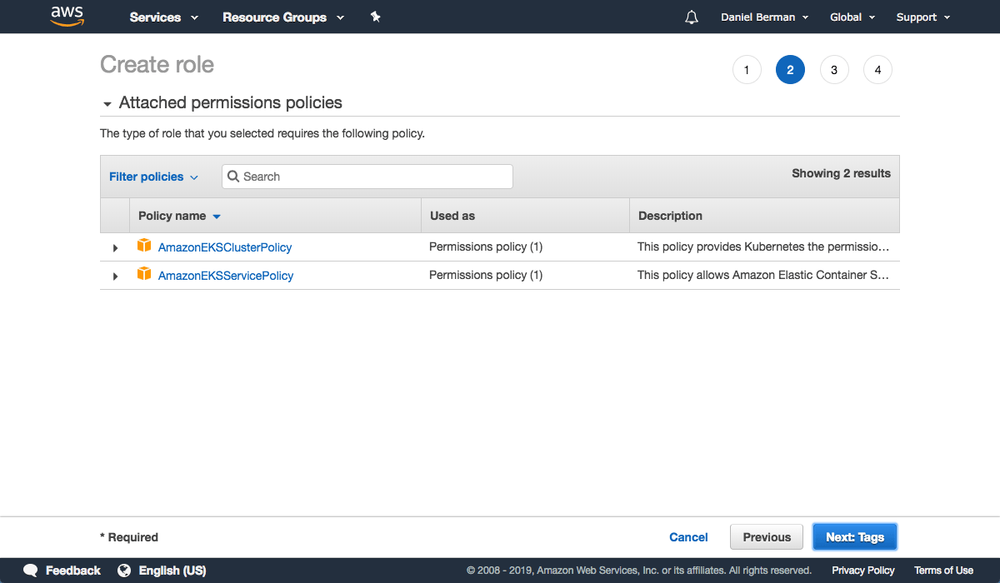 aws Services Resource Groups Daniel Berman Global Support
Create role 1 2 3 4
Attached permissions policies
The type of role that you selected requires the following policy.
Filter policies Search Showing 2 results
Policy name Used as Description
AmazonEKSClusterPolicy Permissions policy (1) This policy provides Kubernetes the permissio...
AmazonEKSServicePolicy Permissions policy (1) This policy allows Amazon Elastic Container S...
* Required Cancel Previous Next: Tags
Feedback English (US) © 2008 - 2019, Amazon Web Services, Inc. or its affiliates. All rights reserved. Privacy Policy Terms of Use